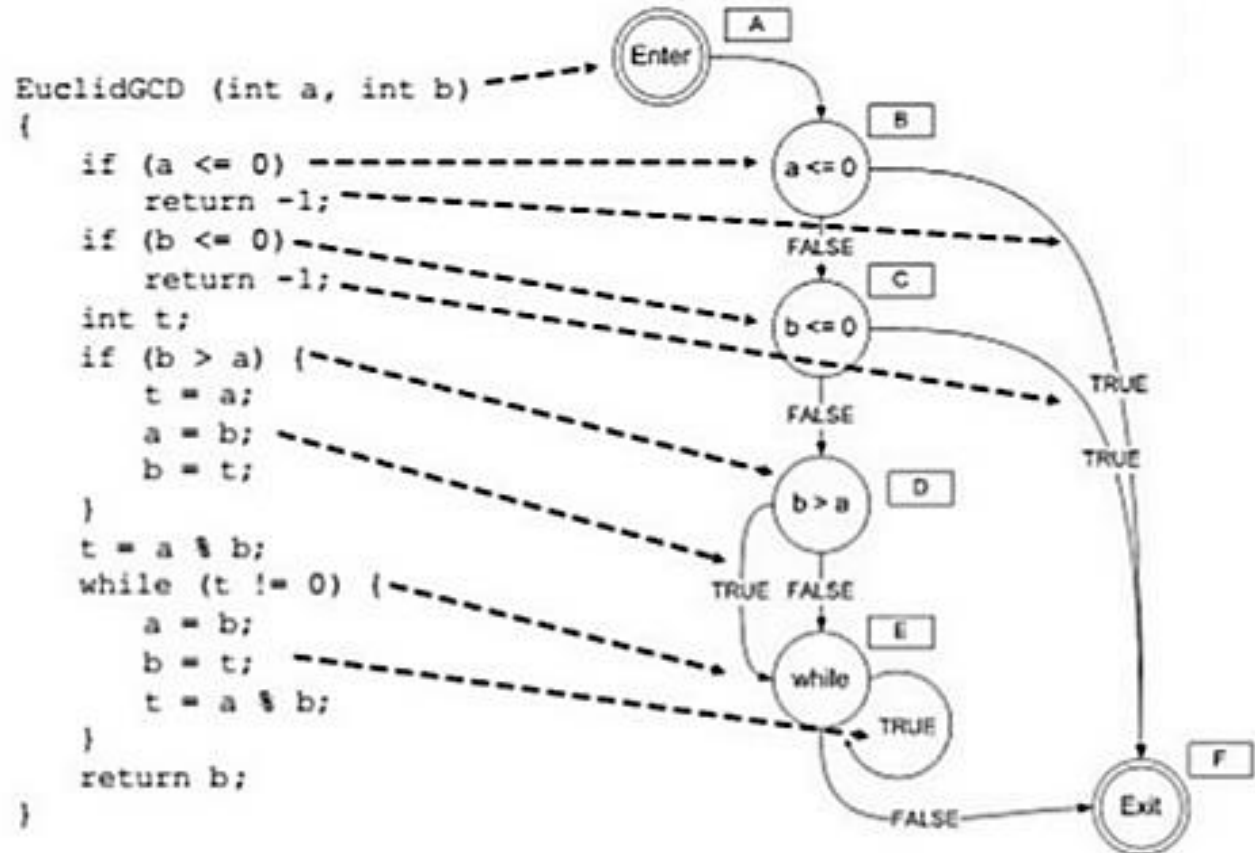 EuclidGCD (int a, int b)
{
if (a <= 0)
return -1;
if (b <= 0)
return -1;
int t;
if (b > a) {
t = a;
a = b;
b = t;
}
t = a % b;
while (t != 0) {
a = b;
b = t;
t = a % b;
}
return b;
}
A
Enter
B
a <= 0
FALSE
C
b <= 0
TRUE
FALSE
TRUE
D
b > a
TRUE FALSE
E
while
TRUE
F
Exit
FALSE